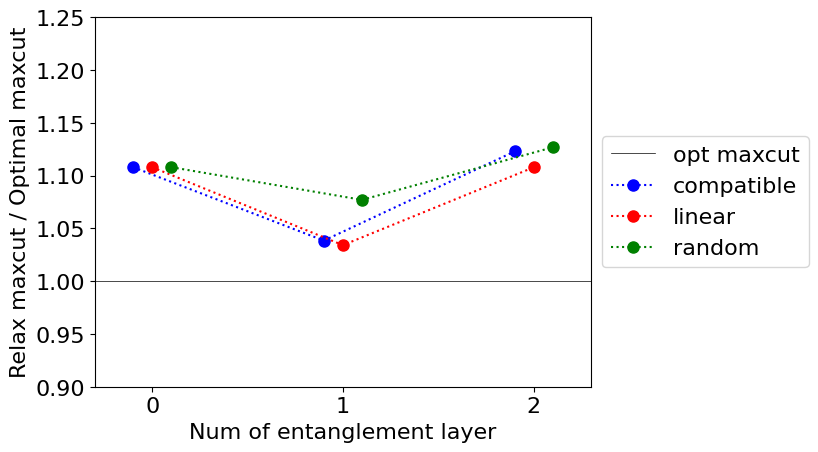 Relax maxcut / Optimal maxcut
1.25
1.20
1.15
1.10
1.05
1.00
0.95
0.90
0
1
2
Num of entanglement layer
opt maxcut
compatible
linear
random